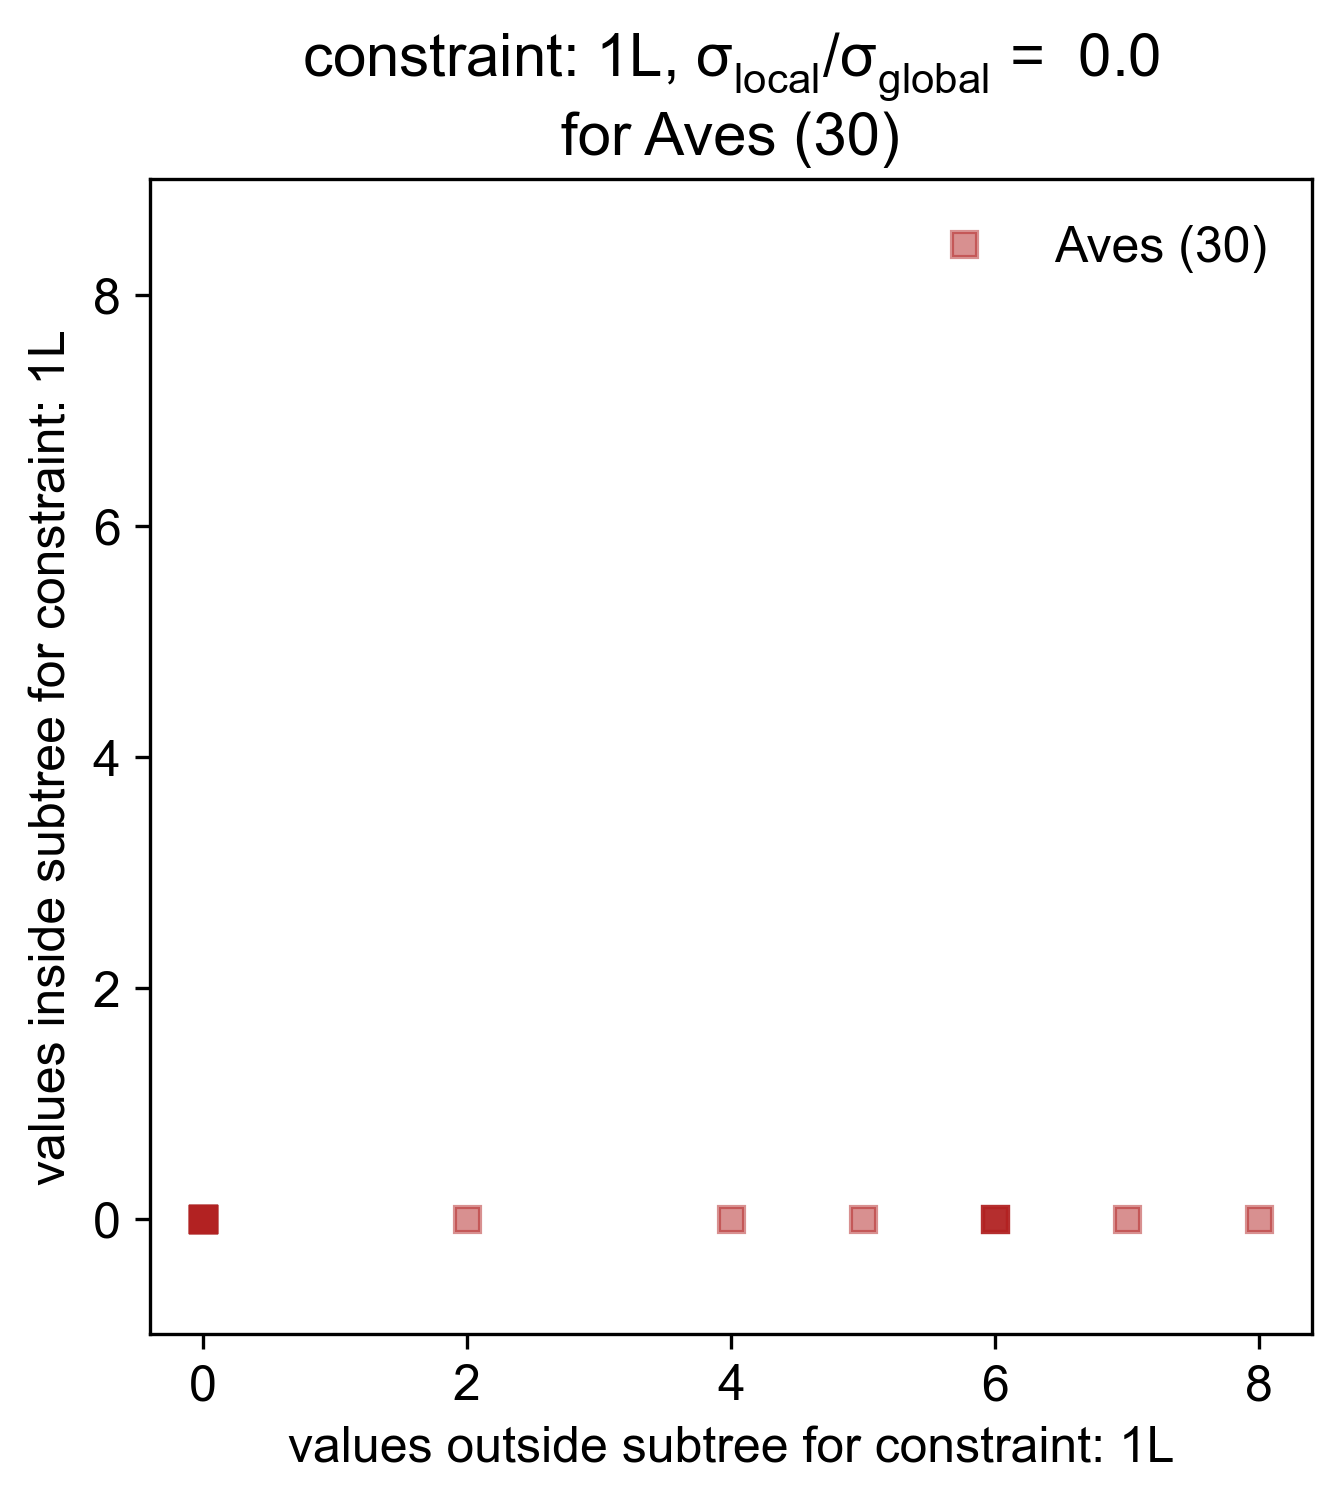 constraint: 1L, σlocal/σglobal = 0.0
for Aves (30)
Aves (30)
8
6
4
2
0
values inside subtree for constraint: 1L
0 2 4 6 8
values outside subtree for constraint: 1L